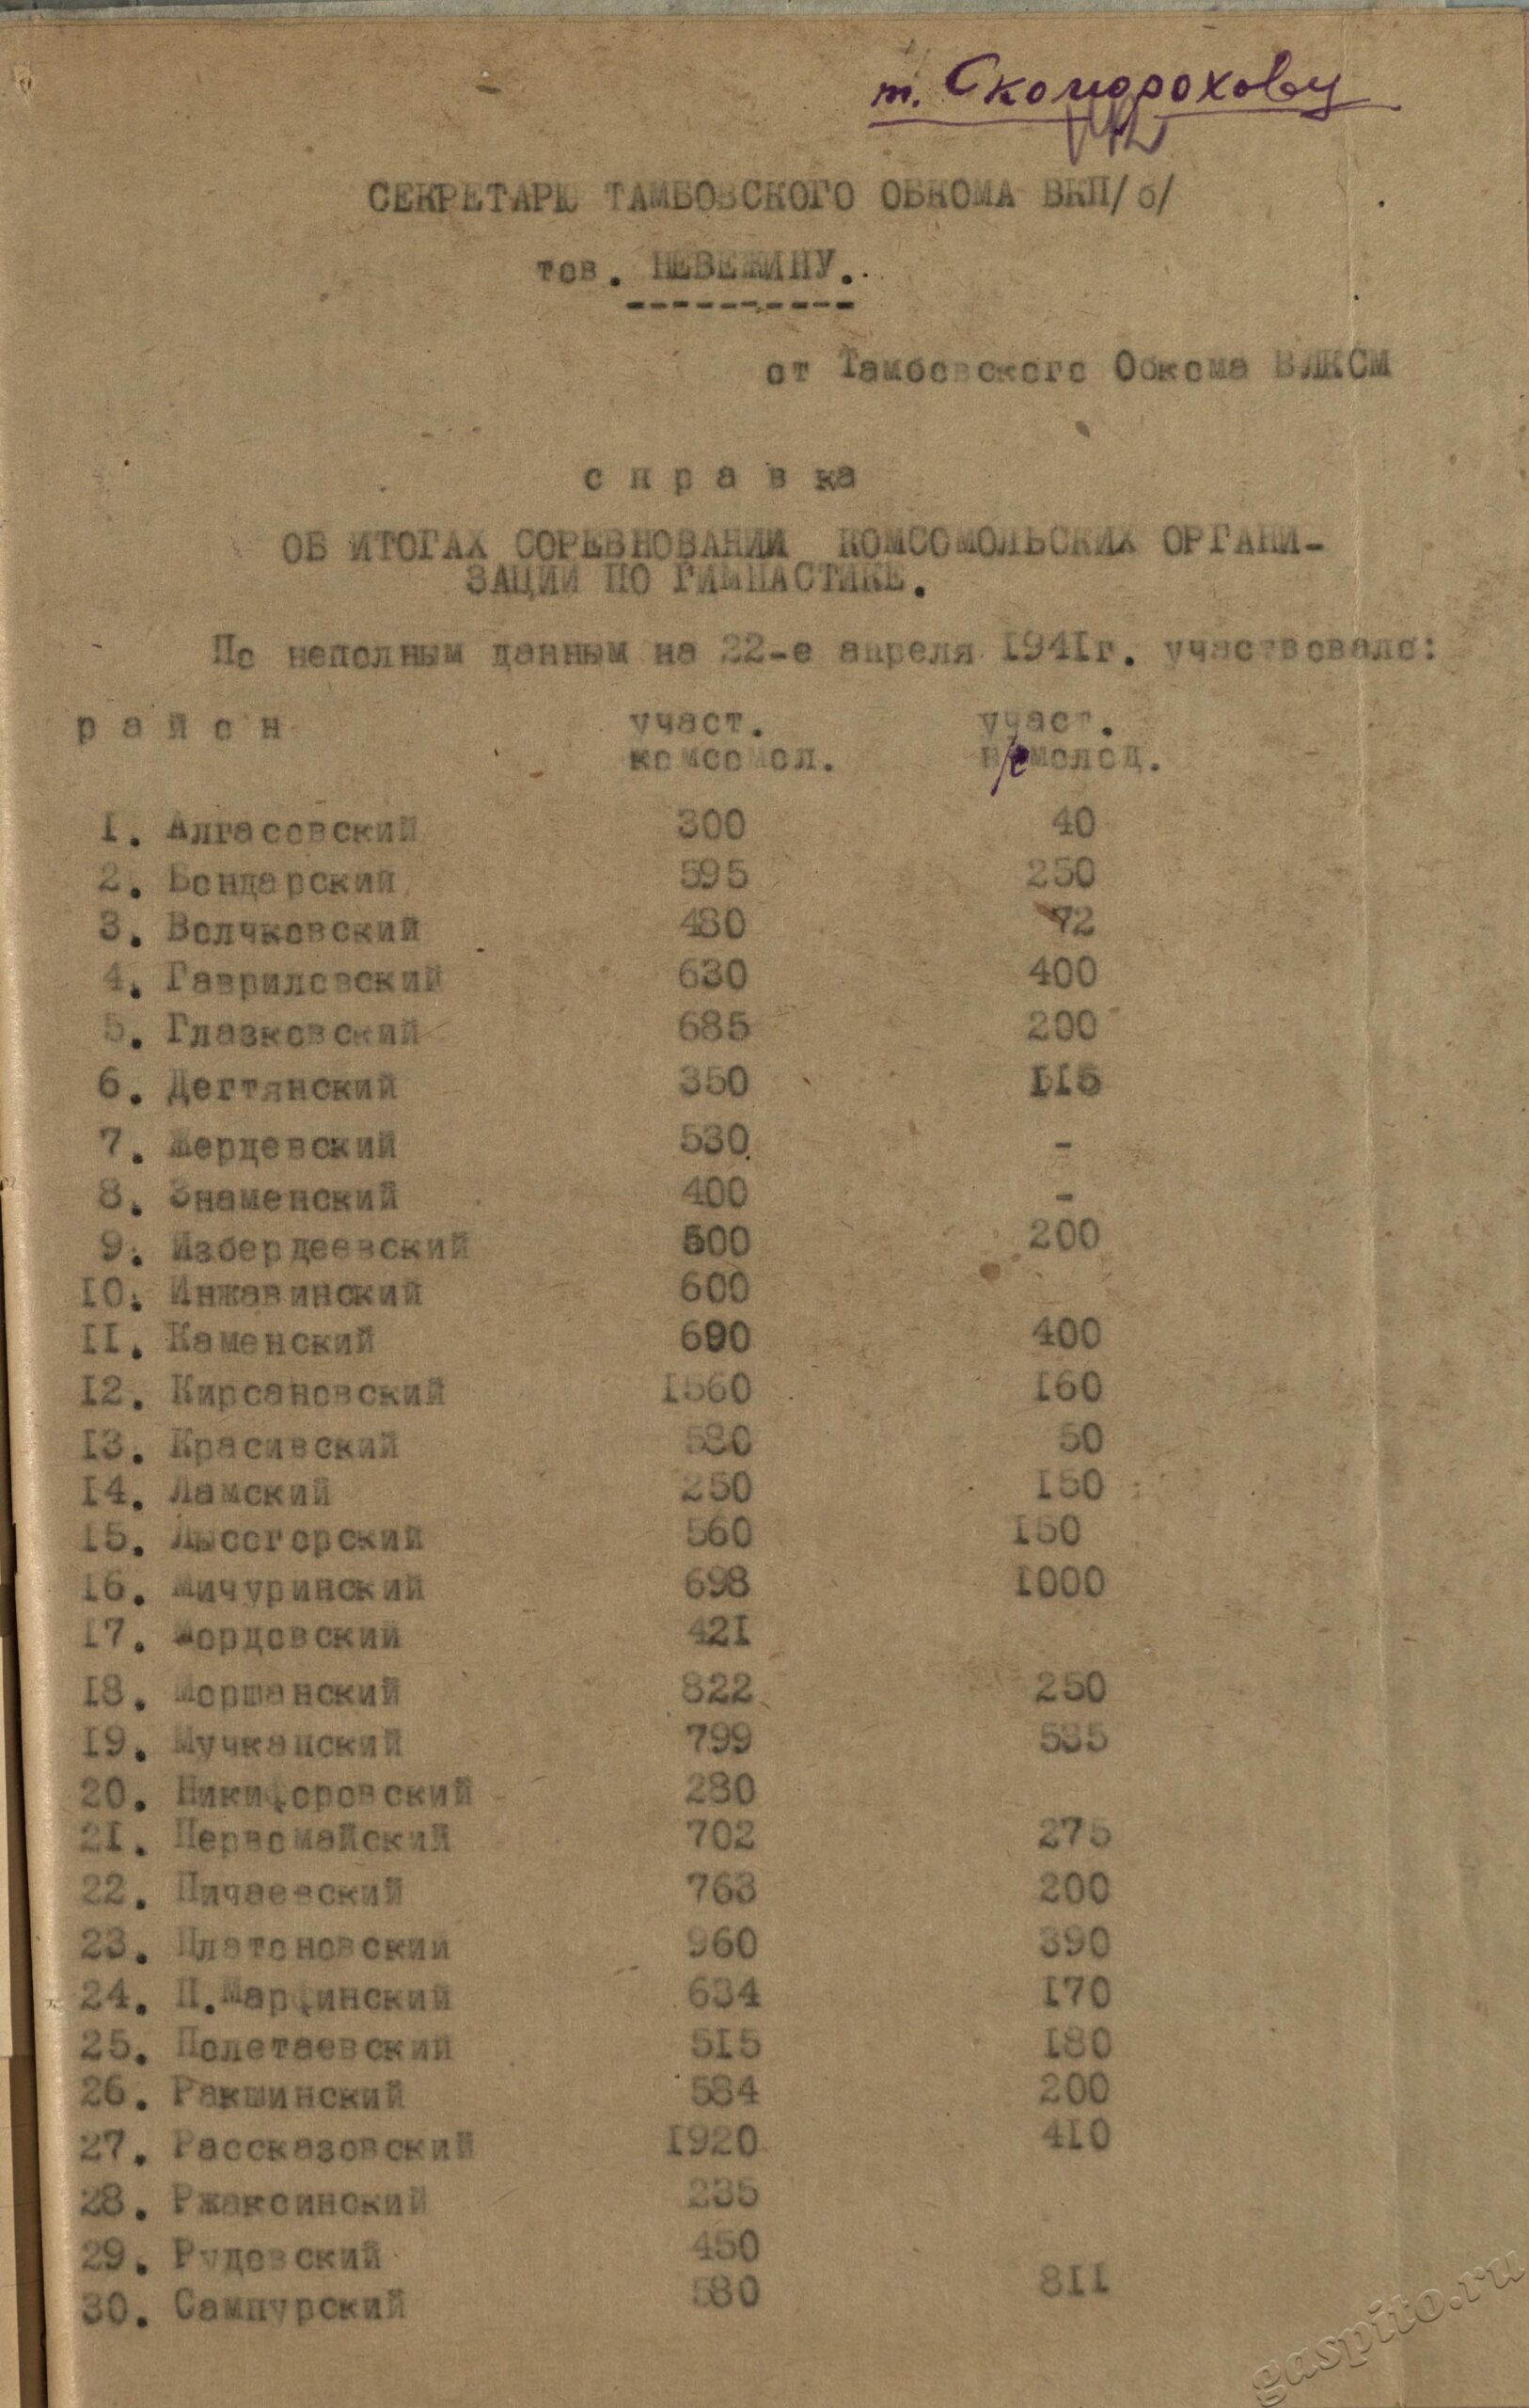 т. Скоморохову
СЕКРЕТАРЮ ТАМБОВСКОГО ОБКОМА ВКП/б/
тов. НЕВЕЖИНУ.
от Тамбовского Обкома ВЛКСМ
с п р а в ка
ОБ ИТОГАХ СОРЕВНОВАНИИ КОМСОМОЛЬСКИХ ОРГАНИ-
ЗАЦИЙ ПО ГИМНАСТИКЕ.
По неполным данным на 22-е апреля 1941г. участвовало:
р а й о н участ. участ.
комсомол. н/смолод.
1. Алгасовский 300 40
2. Бондарский 595 250
3. Волчковский 480 72
4. Гавриловский 630 400
5. Глазковский 685 200
6. Дегтянский 350 115
7. Жердевский 530 -
8. Знаменский 400 -
9. Избердеевский 500 200
10. Инжавинский 600
11. Каменский 690 400
12. Кирсановский 1560 160
13. Красивский 580 50
14. Ламский 250 150
15. Лысогорский 560 150
16. Мичуринский 698 1000
17. Мордовский 421
18. Моршанский 822 250
19. Мучкапский 799 535
20. Никифоровский 280
21. Первомайский 702 275
22. Пичаевский 763 200
23. Платоновский 960 390
24. П.Марфинский 634 170
25. Полетаевский 515 180
26. Ракшинский 584 200
27. Рассказовский 1920 410
28. Ржаксинский 235
29. Рудовский 450
30. Сампурский 580 811
gaspito.ru